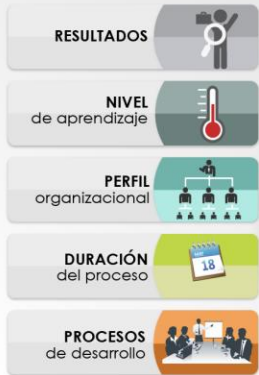 RESULTADOS
NIVEL
de aprendizaje
PERFIL
organizacional
DURACIÓN
del proceso
18
PROCESOS
de desarrollo